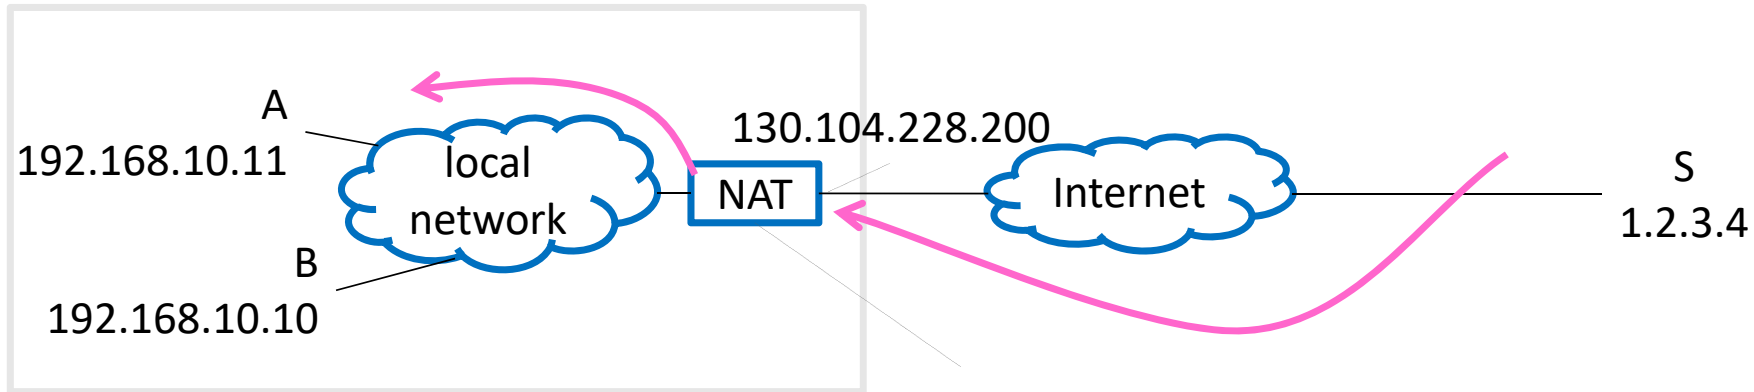 A
192.168.10.11
local
network
B
192.168.10.10
NAT
130.104.228.200
Internet
S
1.2.3.4